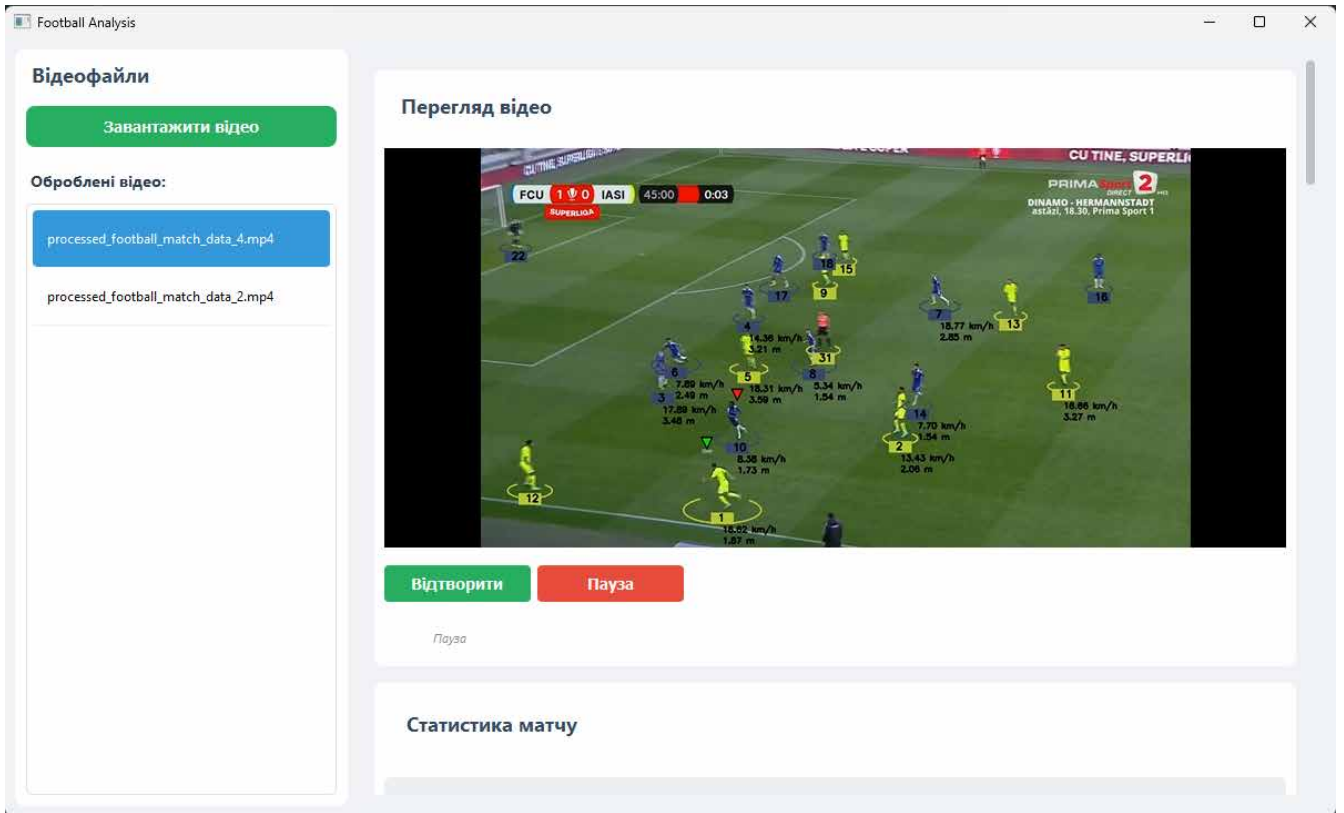 Football Analysis
Відеофайли
Завантажити відео
Оброблені відео:
processed_football_match_data_4.mp4
processed_football_match_data_2.mp4
Перегляд відео
CU TINE, SUPERLI
FCU 1 0 IASI 45:00 0:03
SUPERLIGA
PRIMA Sport 2
DIRECT
DINAMO - HERMANNSTADT
astăzi, 18.30, Prima Sport 1
22
18
15
17
9
16
7
13
18.77 km/h
2.85 m
4
14.36 km/h
3.21 m
31
6
5
8
7.89 km/h
2.49 m
18.31 km/h
3.59 m
5.34 km/h
1.54 m
3
17.89 km/h
3.48 m
11
16.66 km/h
3.27 m
14
7.70 km/h
1.54 m
10
8.38 km/h
1.73 m
2
13.43 km/h
2.06 m
12
1
18.62 km/h
1.87 m
Відтворити
Пауза
Пауза
Статистика матчу